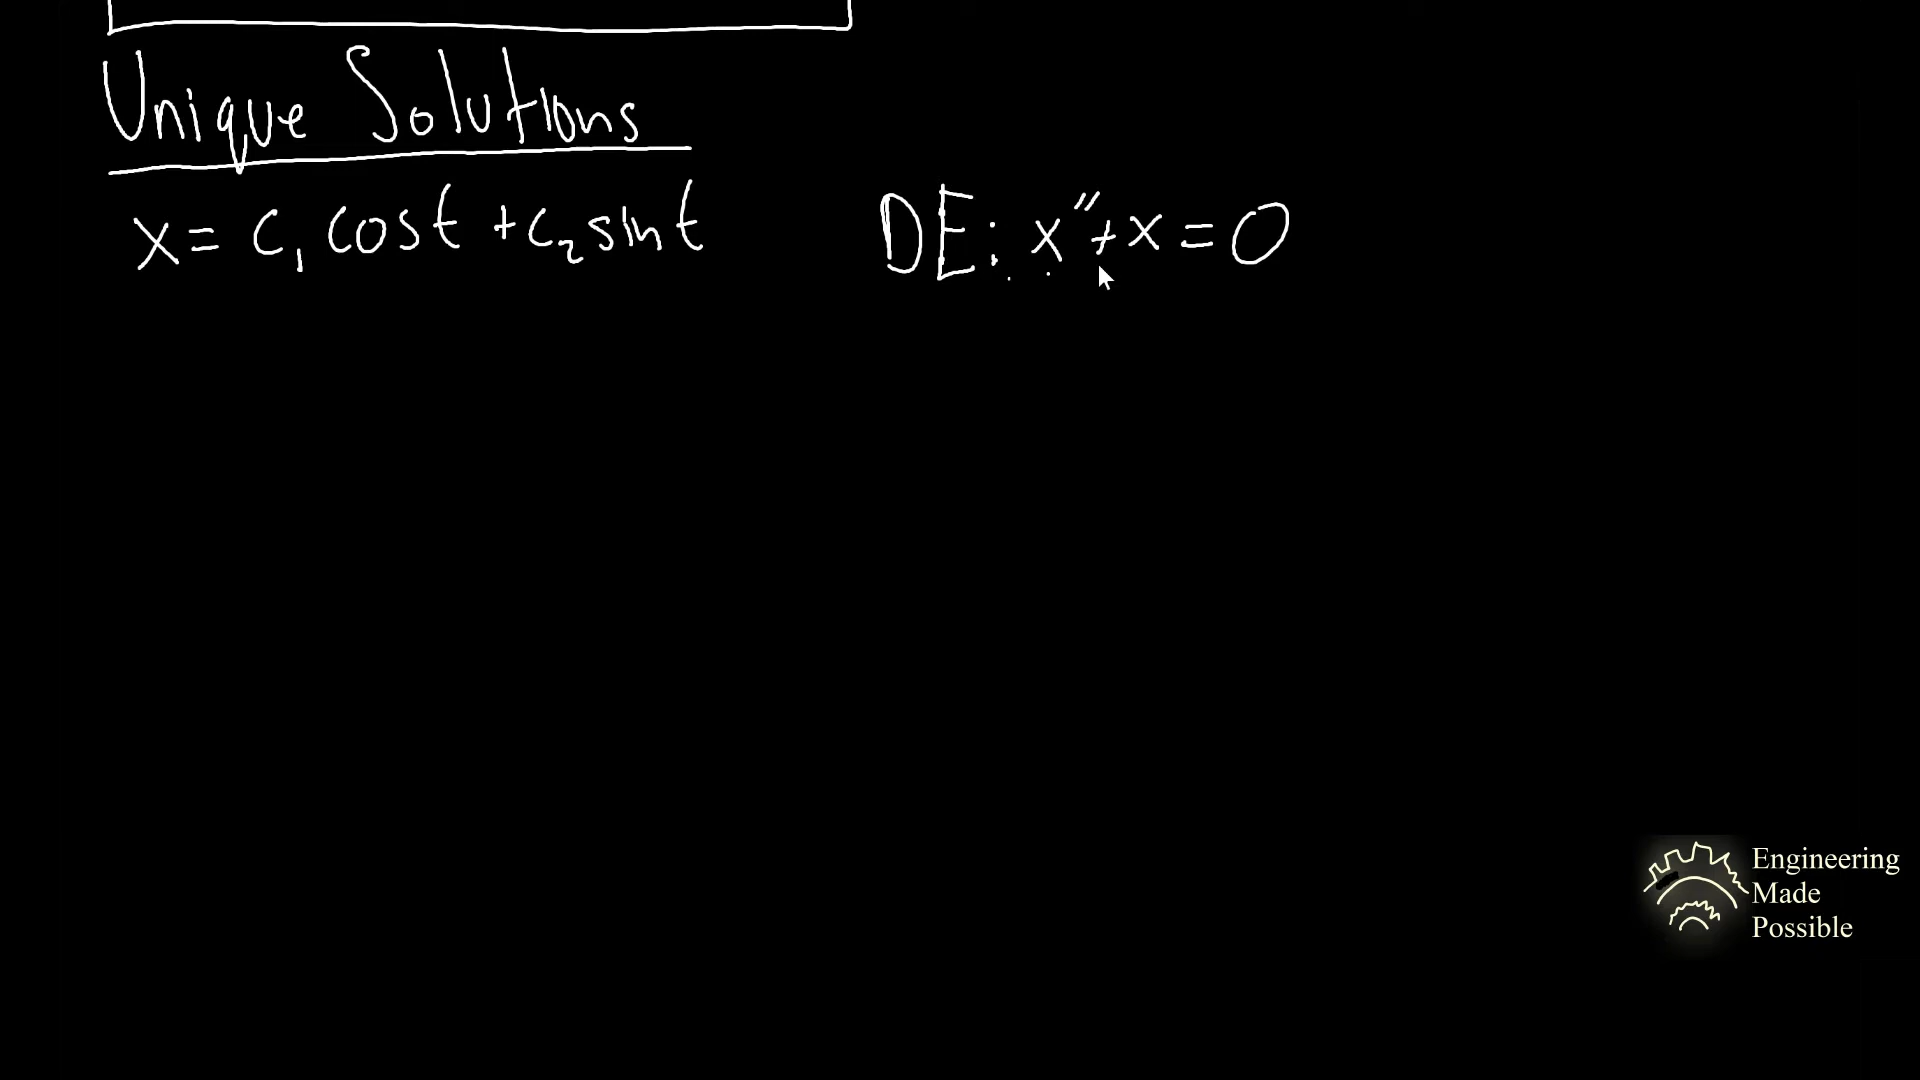 Unique Solutions
x = c₁ cos t + c₂ sin t
DE: x'' + x = 0
Engineering
Made
Possible